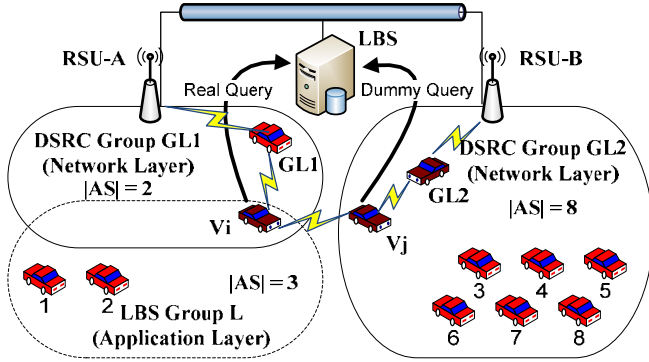 LBS
RSU-A
RSU-B
Real Query
Dummy Query
DSRC Group GL1
(Network Layer)
|AS| = 2
GL1
DSRC Group GL2
(Network Layer)
|AS| = 8
GL2
Vi
Vj
|AS| = 3
1
2
LBS Group L
(Application Layer)
3
4
5
6
7
8